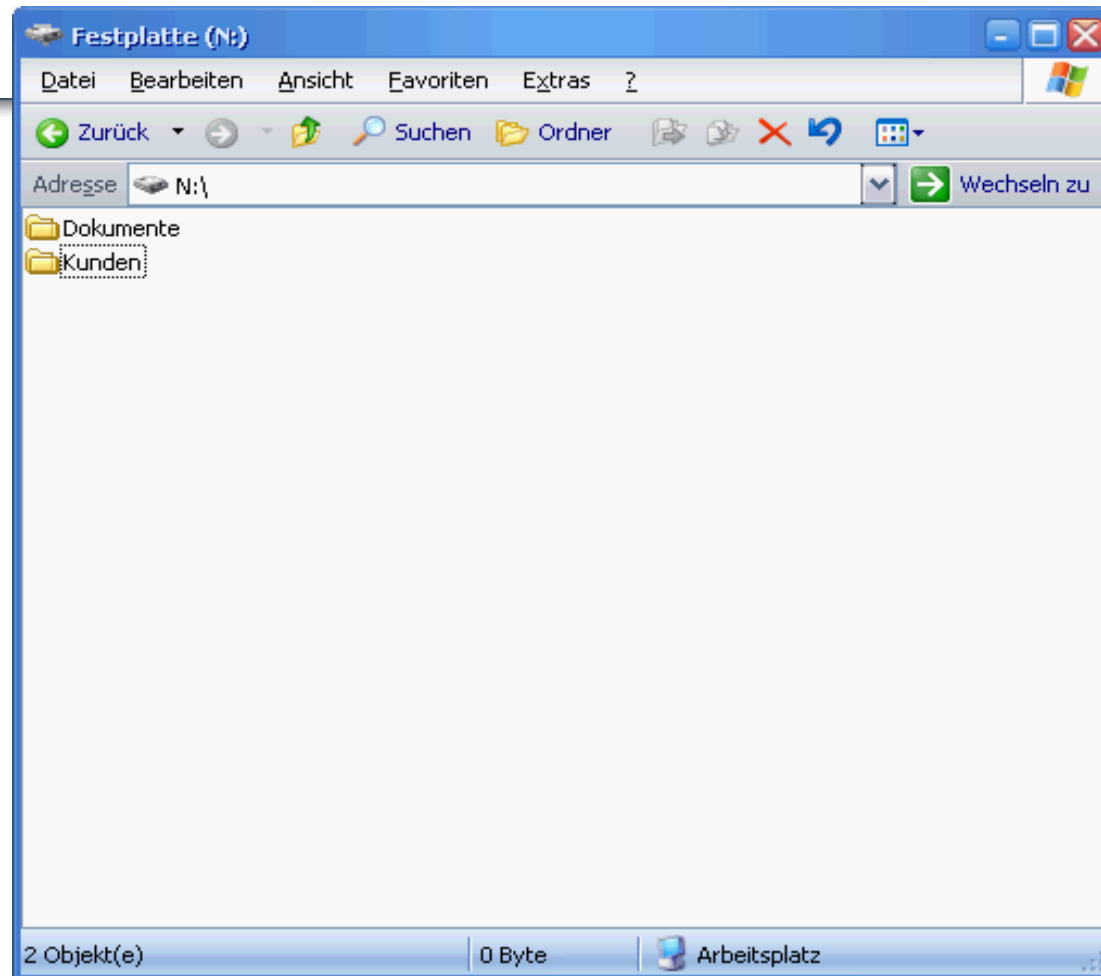 Festplatte (N:)
Datei Bearbeiten Ansicht Favoriten Extras ?
Zurück Suchen Ordner
Adresse N:\ Wechseln zu
Dokumente
Kunden
2 Objekt(e) 0 Byte Arbeitsplatz